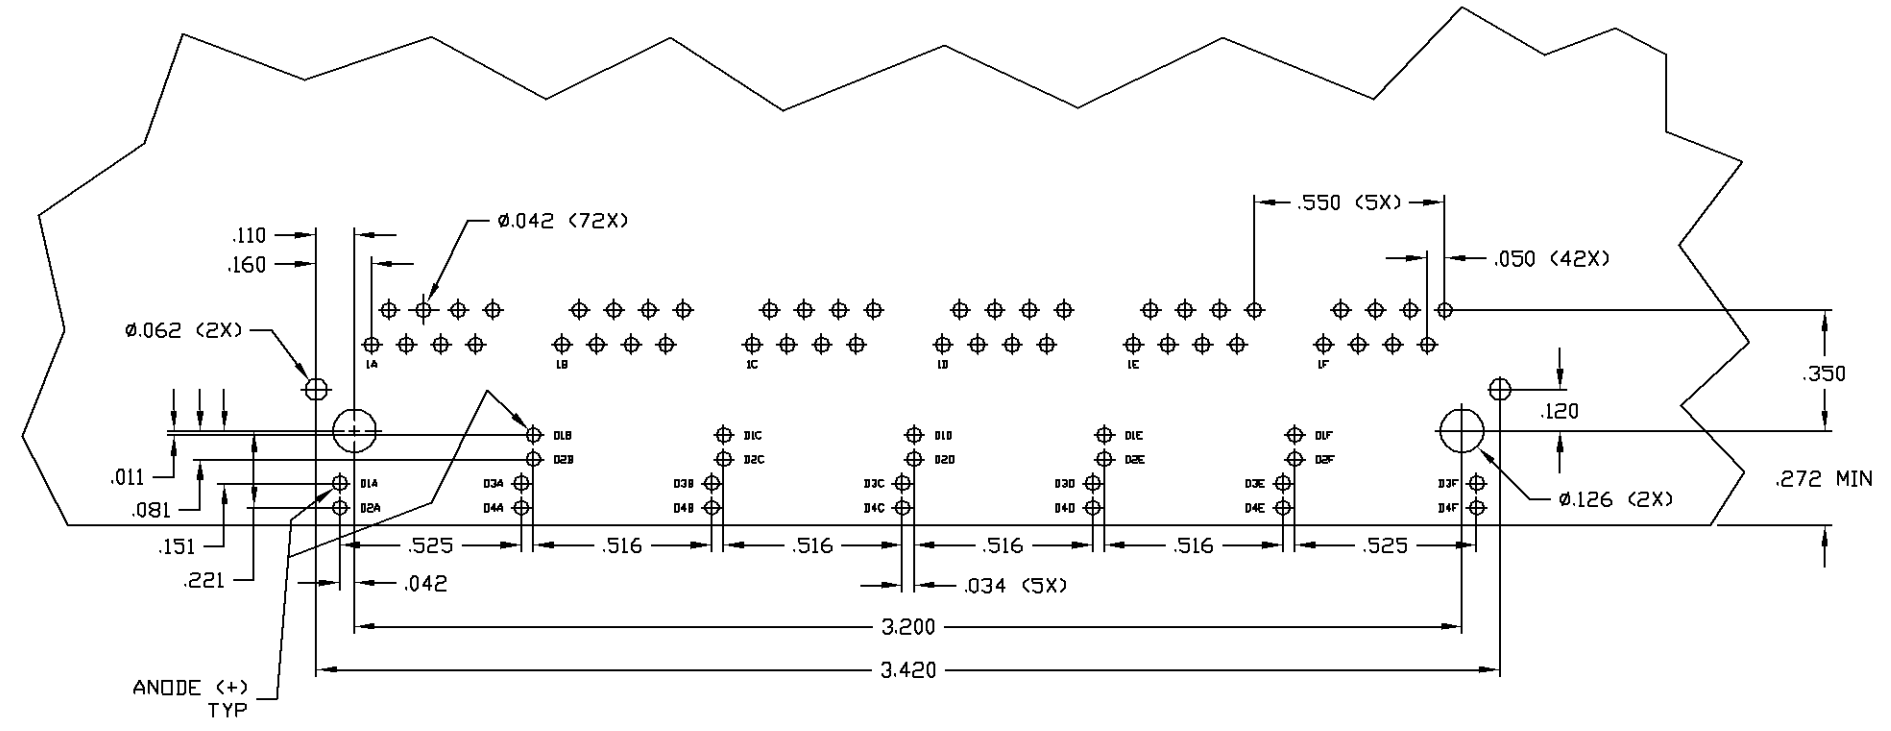 .550 (5X)
Ø.042 (72X)
.110
.160
.050 (42X)
Ø.062 (2X)
1A
1B
1C
1D
1E
1F
.350
.120
D1B
D1C
D1D
D1E
D1F
D2B
D2C
D2D
D2E
D2F
.011
D1A
D3A
D3B
D3C
D3D
D3E
D3F
.272 MIN
.081
D2A
D4A
D4B
D4C
D4D
D4E
D4F
Ø.126 (2X)
.151
.525
.516
.516
.516
.516
.525
.221
.042
.034 (5X)
3.200
3.420
ANODE (+)
TYP